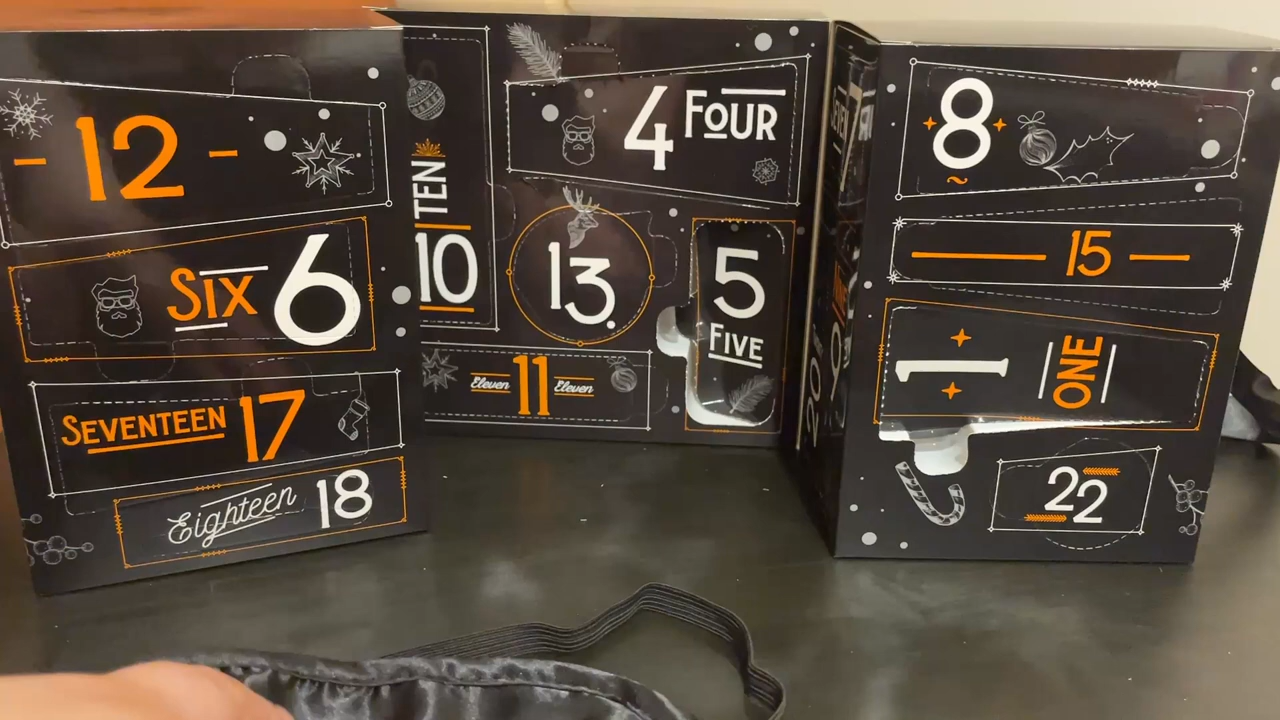 - 12 -
SIX 6
SEVENTEEN 17
Eighteen 18
TEN
10
4 FOUR
13.
5
FIVE
Eleven 11 Eleven
8
15
1 ONE
22